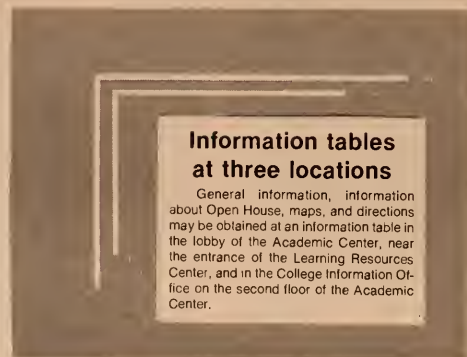 Information tables
at three locations
General information, information
about Open House, maps, and directions
may be obtained at an information table in
the lobby of the Academic Center, near
the entrance of the Learning Resources
Center, and in the College Information Of-
fice on the second floor of the Academic
Center.